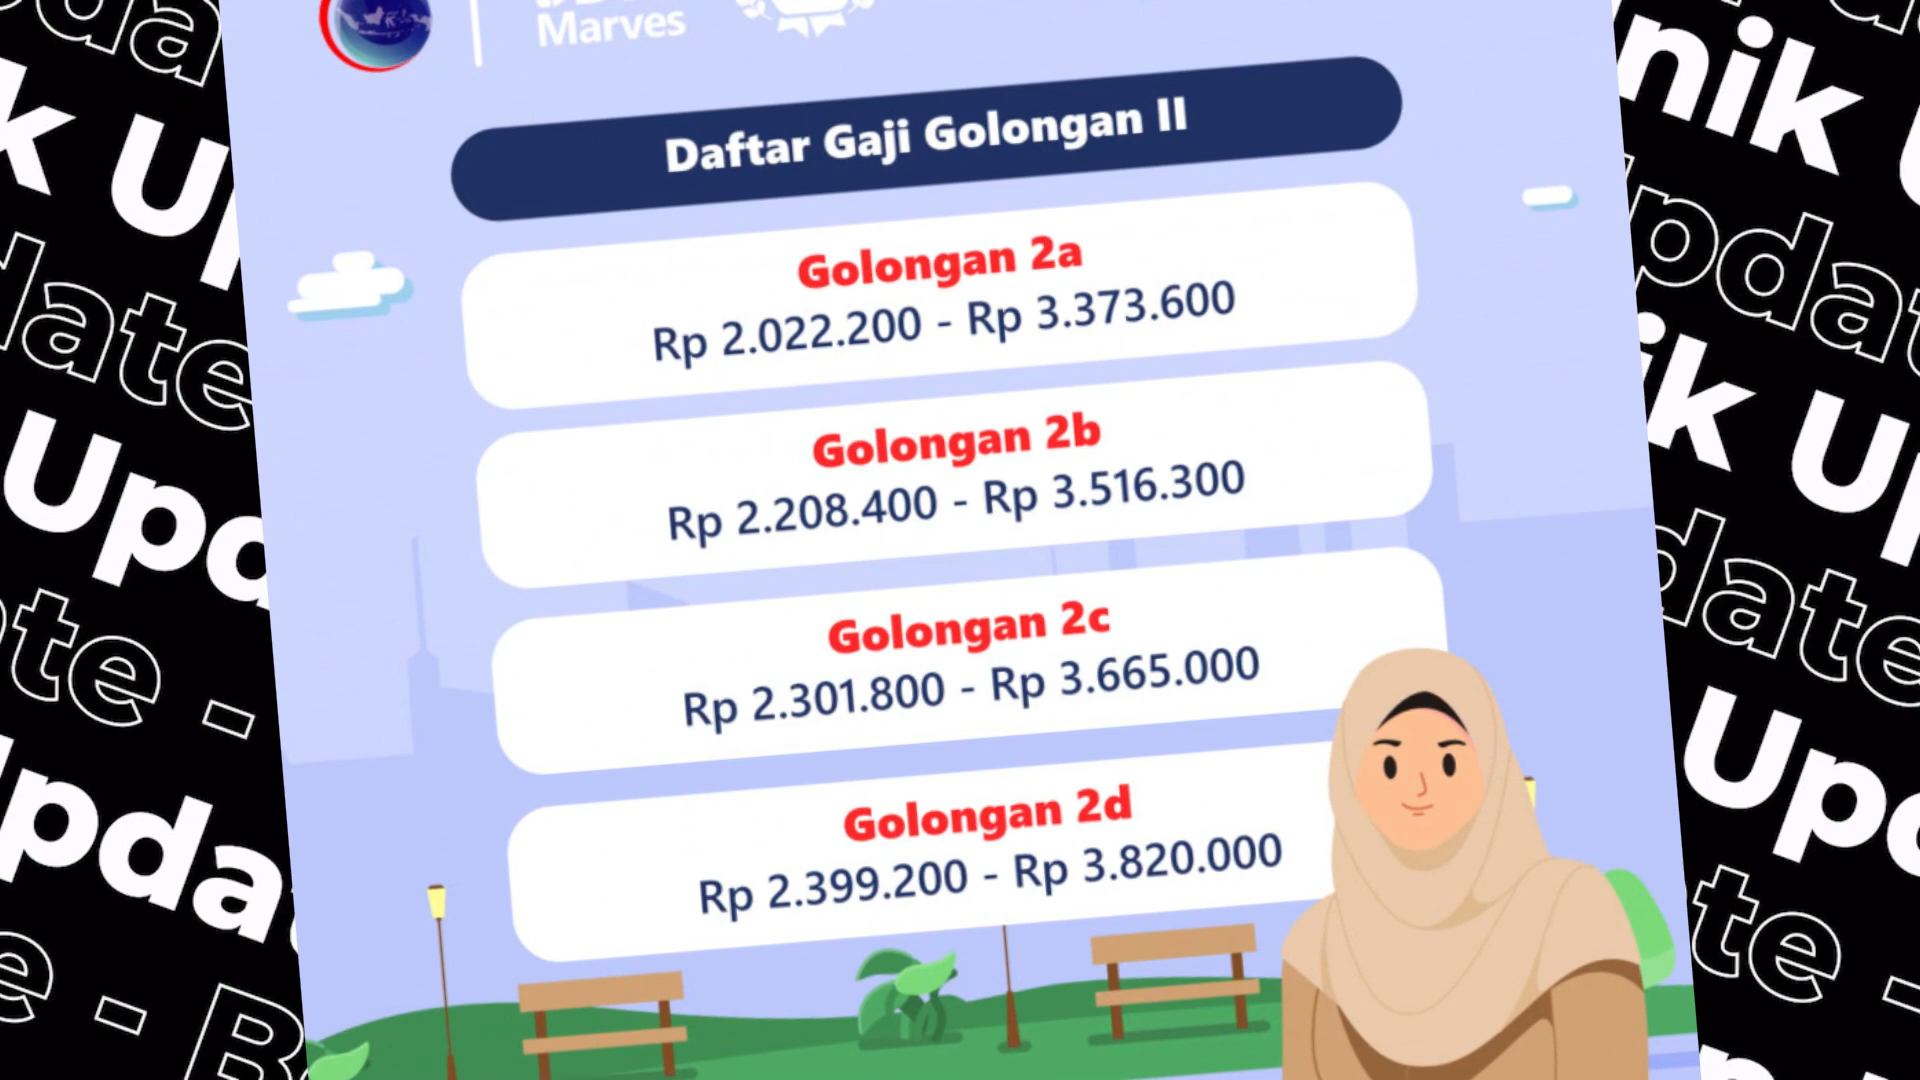 Marves
Daftar Gaji Golongan II
Golongan 2a
Rp 2.022.200 - Rp 3.373.600
Golongan 2b
Rp 2.208.400 - Rp 3.516.300
Golongan 2c
Rp 2.301.800 - Rp 3.665.000
Golongan 2d
Rp 2.399.200 - Rp 3.820.000